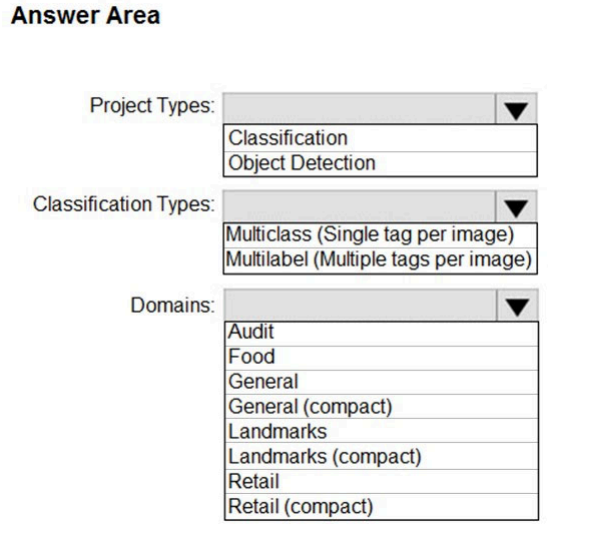 Answer Area
Project Types:
Classification
Object Detection
Classification Types:
Multiclass (Single tag per image)
Multilabel (Multiple tags per image)
Domains:
Audit
Food
General
General (compact)
Landmarks
Landmarks (compact)
Retail
Retail (compact)